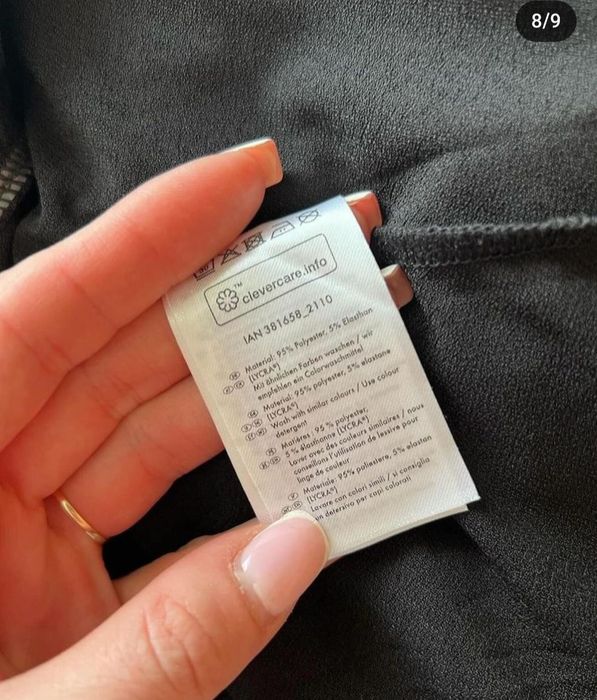 8/9
30
clevercare.info
TM
IAN 381658_2110
Material: 95% Polyester, 5% Elasthan
(LYCRA®)
Mit ähnlichen Farben waschen / wir
empfehlen ein Colorwaschmittel
Material: 95% polyester, 5% elastane
(LYCRA®)
Wash with similar colours / Use colour
detergent
Matières : 95 % polyester,
5 % élasthanne (LYCRA®)
Laver avec des couleurs similaires / nous
conseillons l'utilisation de lessive pour
linge de couleur
Materiale: 95% poliestere, 5% elastan
(LYCRA®)
Lavare con colori simili / si consiglia
un detersivo per capi colorati